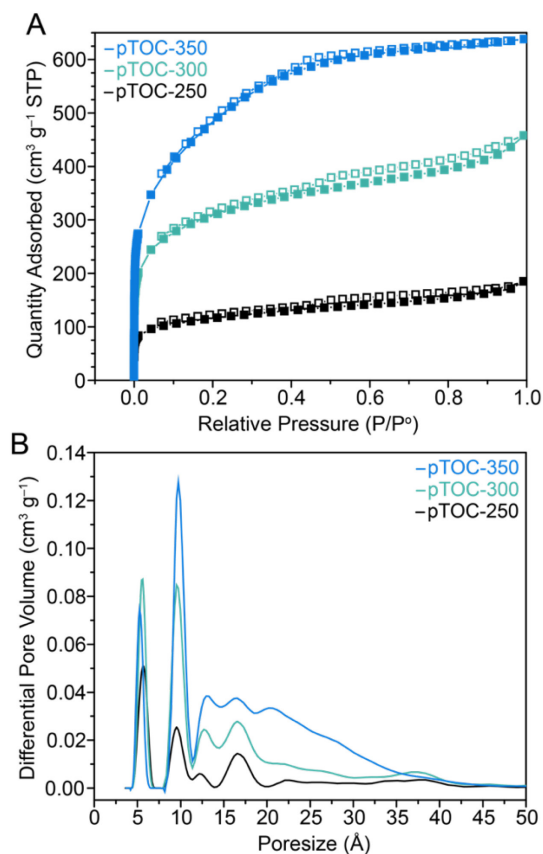 A
600
500
400
300
200
100
0
Quantity Adsorbed (cm³ g⁻¹ STP)
–pTOC-350
–pTOC-300
–pTOC-250
0.0 0.2 0.4 0.6 0.8 1.0
Relative Pressure (P/Pº)
B
0.14
0.12
0.10
0.08
0.06
0.04
0.02
0.00
Differential Pore Volume (cm³ g⁻¹)
–pTOC-350
–pTOC-300
–pTOC-250
0 5 10 15 20 25 30 35 40 45 50
Poresize (Å)